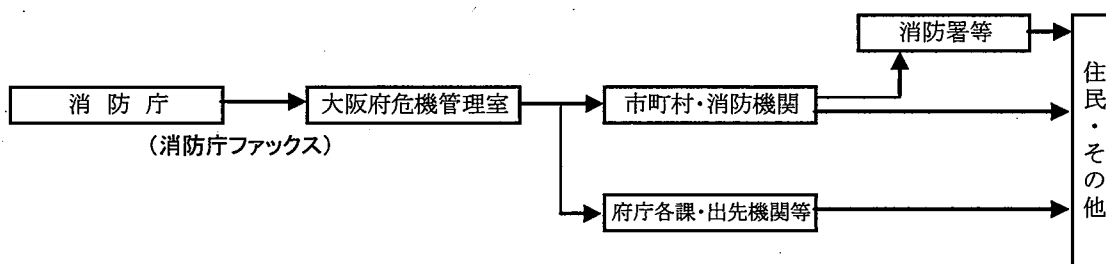 消防署等
消防庁
大阪府危機管理室
市町村・消防機関
(消防庁ファックス)
府庁各課・出先機関等
住民・その他